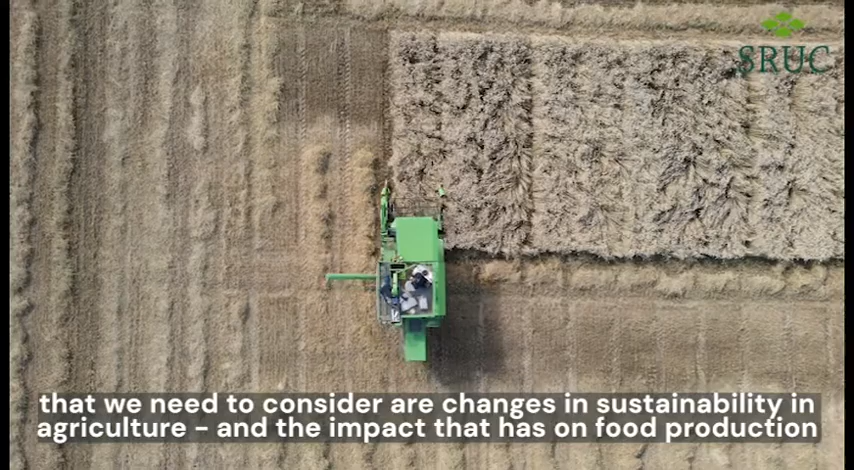 SRUC
that we need to consider are changes in sustainability in
agriculture - and the impact that has on food production